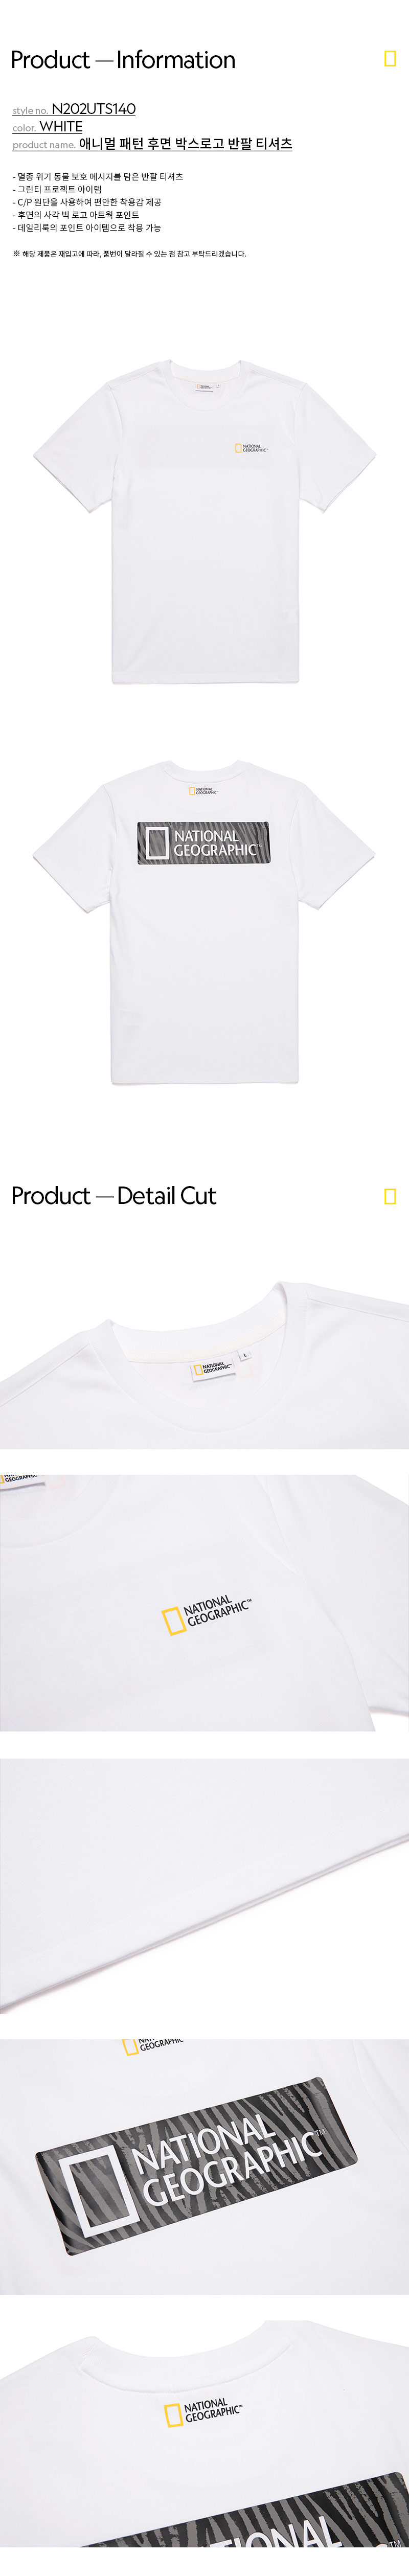 Product — Information
style no. N202UTS140
color. WHITE
product name. 애니멀 패턴 후면 박스로고 반팔 티셔츠
- 멸종 위기 동물 보호 메시지를 담은 반팔 티셔츠
- 그린티 프로젝트 아이템
- C/P 원단을 사용하여 편안한 착용감 제공
- 후면의 사각 빅 로고 아트웍 포인트
- 데일리룩의 포인트 아이템으로 착용 가능
※ 해당 제품은 재입고에 따라, 품번이 달라질 수 있는 점 참고 부탁드리겠습니다.
NATIONAL
GEOGRAPHIC™
NATIONAL
GEOGRAPHIC
NATIONAL
GEOGRAPHIC™
Product — Detail Cut
NATIONAL
GEOGRAPHIC
L
GEOGRAPHIC
NATIONAL
GEOGRAPHIC™
GEOGRAPHIC
NATIONAL
GEOGRAPHIC™
NATIONAL
GEOGRAPHIC™
NATIONAL
TM